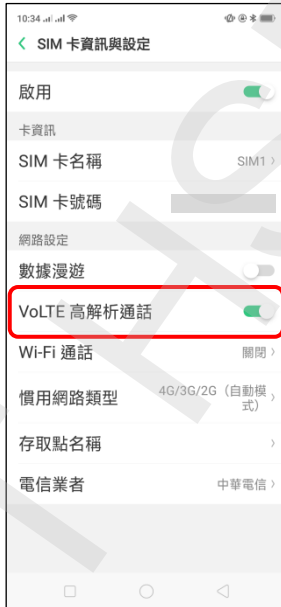 10:34
SIM 卡資訊與設定
啟用
卡資訊
SIM 卡名稱 SIM1
SIM 卡號碼
網路設定
數據漫遊
VoLTE 高解析通話
Wi-Fi 通話 關閉
慣用網路類型 4G/3G/2G（自動模
式）
存取點名稱
電信業者 中華電信